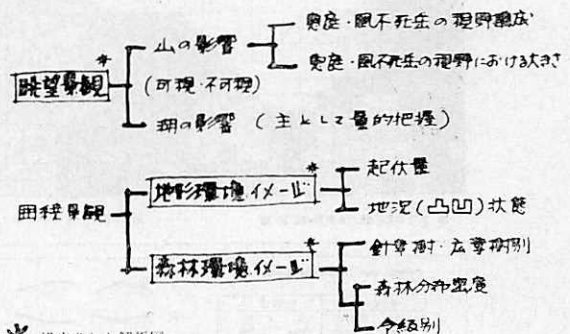 恵庭・風不死岳の視野構成
*
山の影響
恵庭・風不死岳の視野における大きさ
眺望景観
(可視・不可視)
湖の影響 (主として量的把握)
*
起伏量
地形環境イメージ
囲繞景観
地況(凸凹)状態
*
針葉樹・広葉樹別
森林環境イメージ
森林分布密度
令級別